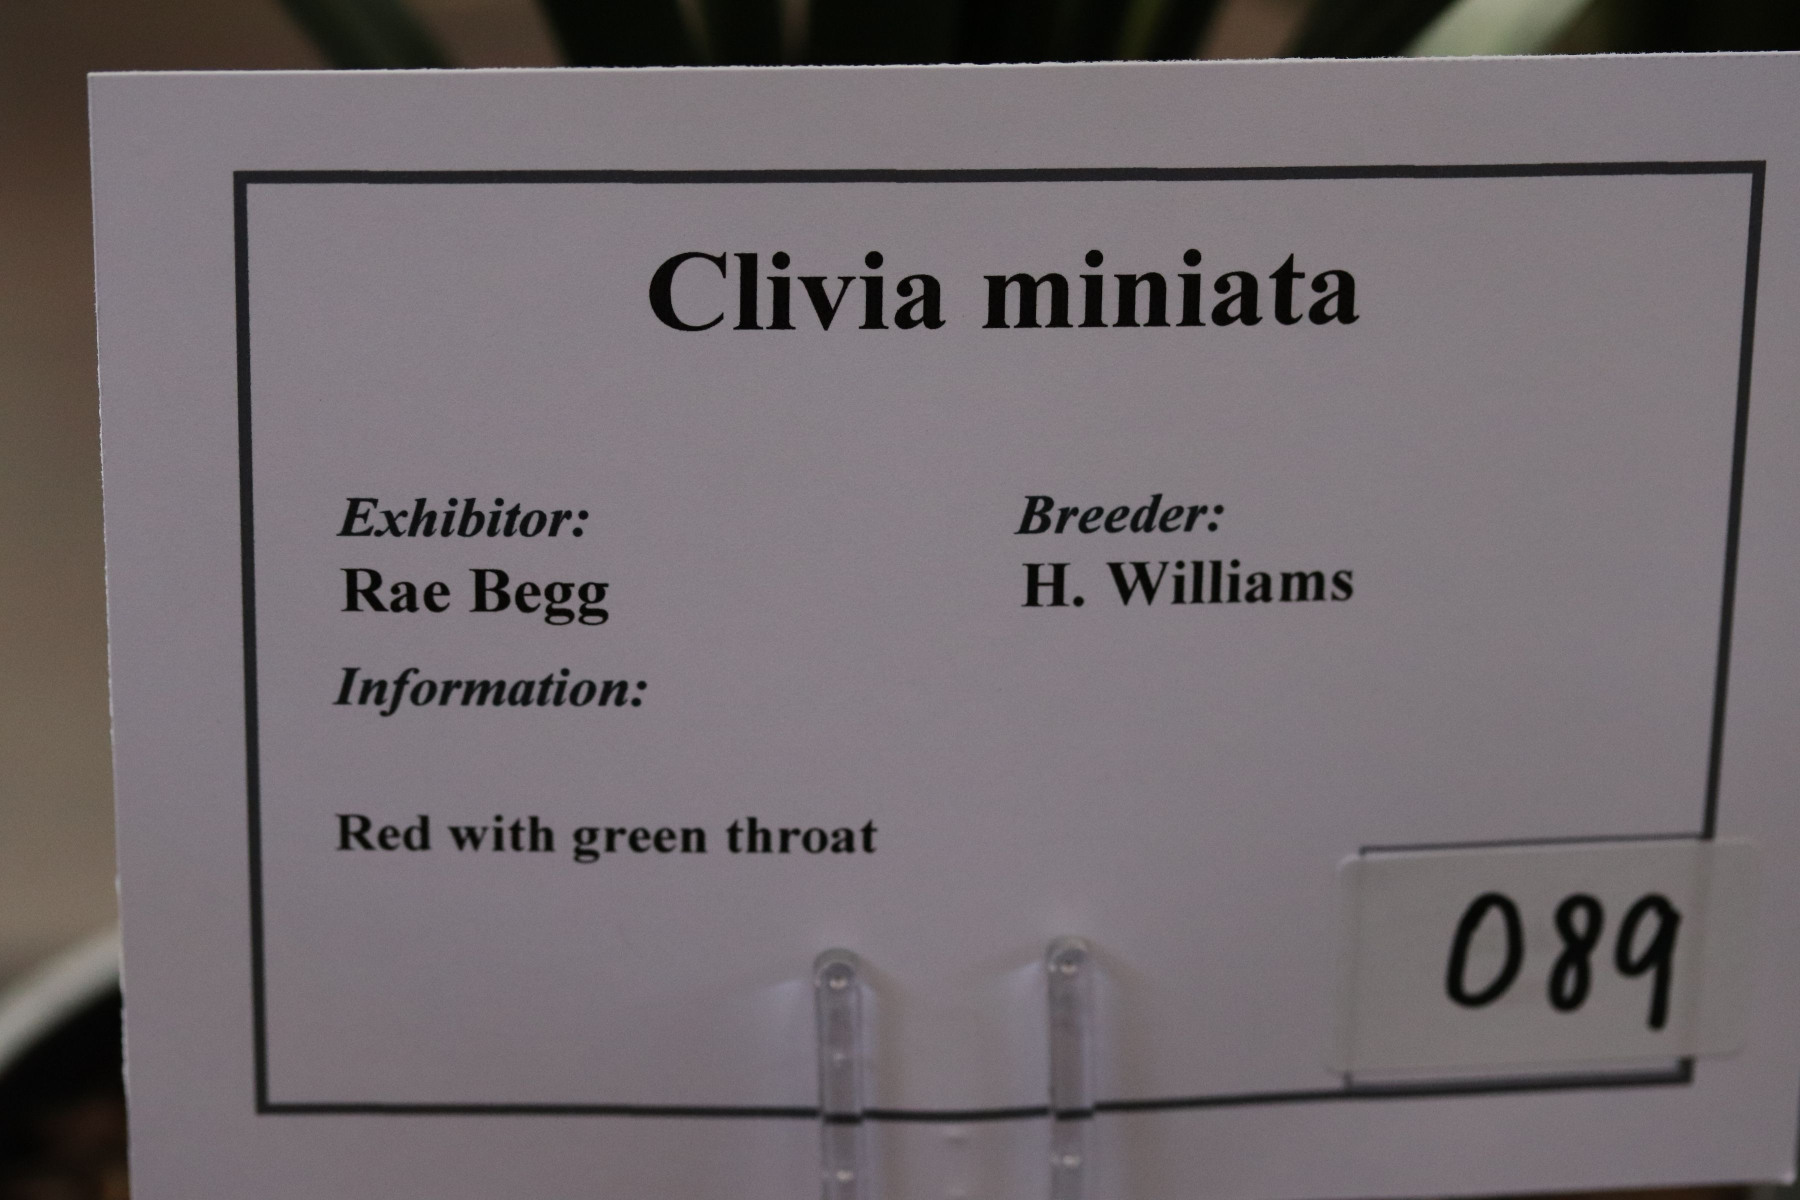 Clivia miniata
Exhibitor:
Rae Begg
Breeder:
H. Williams
Information:
Red with green throat
089